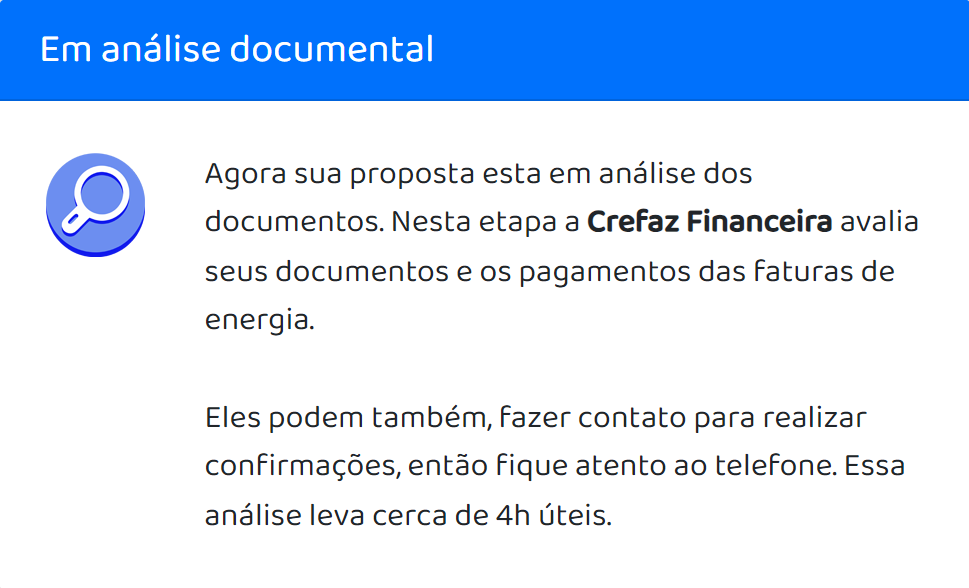 Em análise documental
Agora sua proposta esta em análise dos
documentos. Nesta etapa a Crefaz Financeira avalia
seus documentos e os pagamentos das faturas de
energia.
Eles podem também, fazer contato para realizar
confirmações, então fique atento ao telefone. Essa
análise leva cerca de 4h úteis.